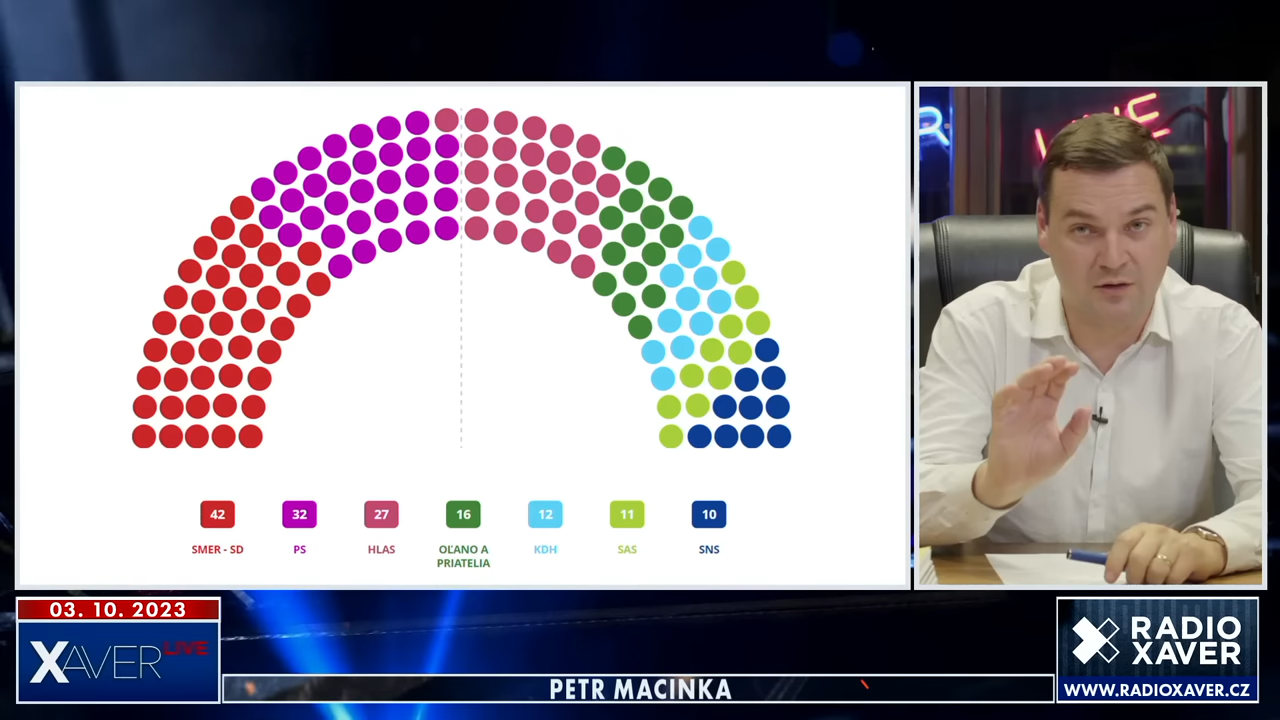 42
32
27
16
12
11
10
SMER - SD
PS
HLAS
OĽANO A
PRIATELIA
KDH
SAS
SNS
LIVE
03. 10. 2023
XAVER LIVE
PETR MACINKA
RADIO
XAVER
WWW.RADIOXAVER.CZ